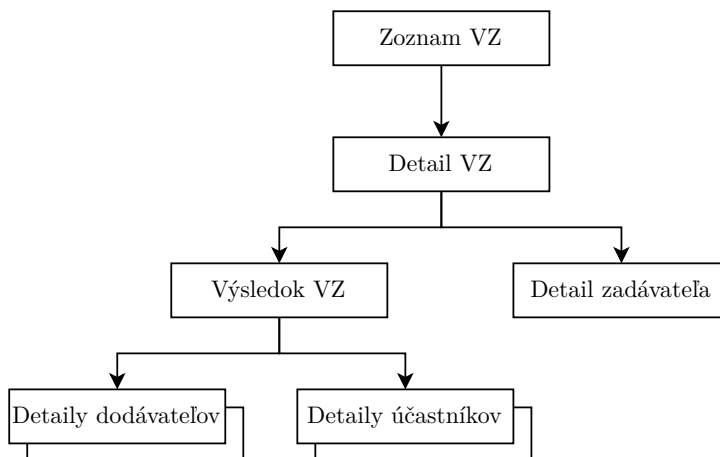 Zoznam VZ
Detail VZ
Výsledok VZ
Detail zadávateľa
Detaily dodávateľov
Detaily účastníkov